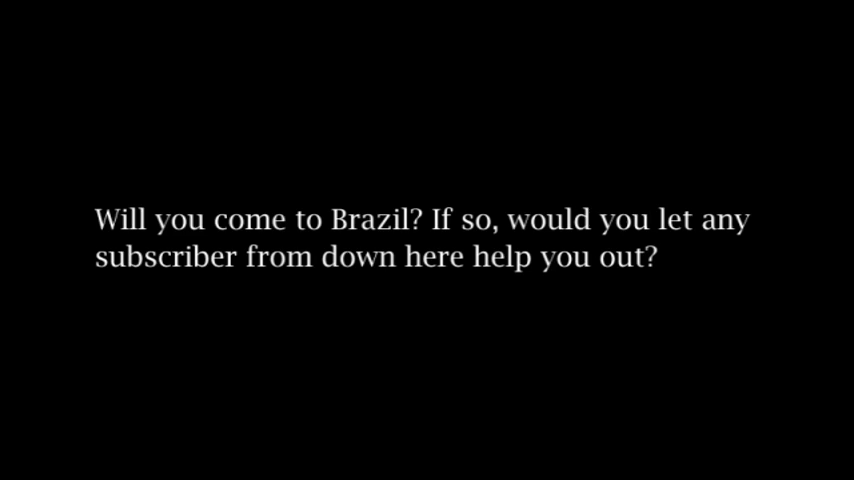 Will you come to Brazil? If so, would you let any
subscriber from down here help you out?